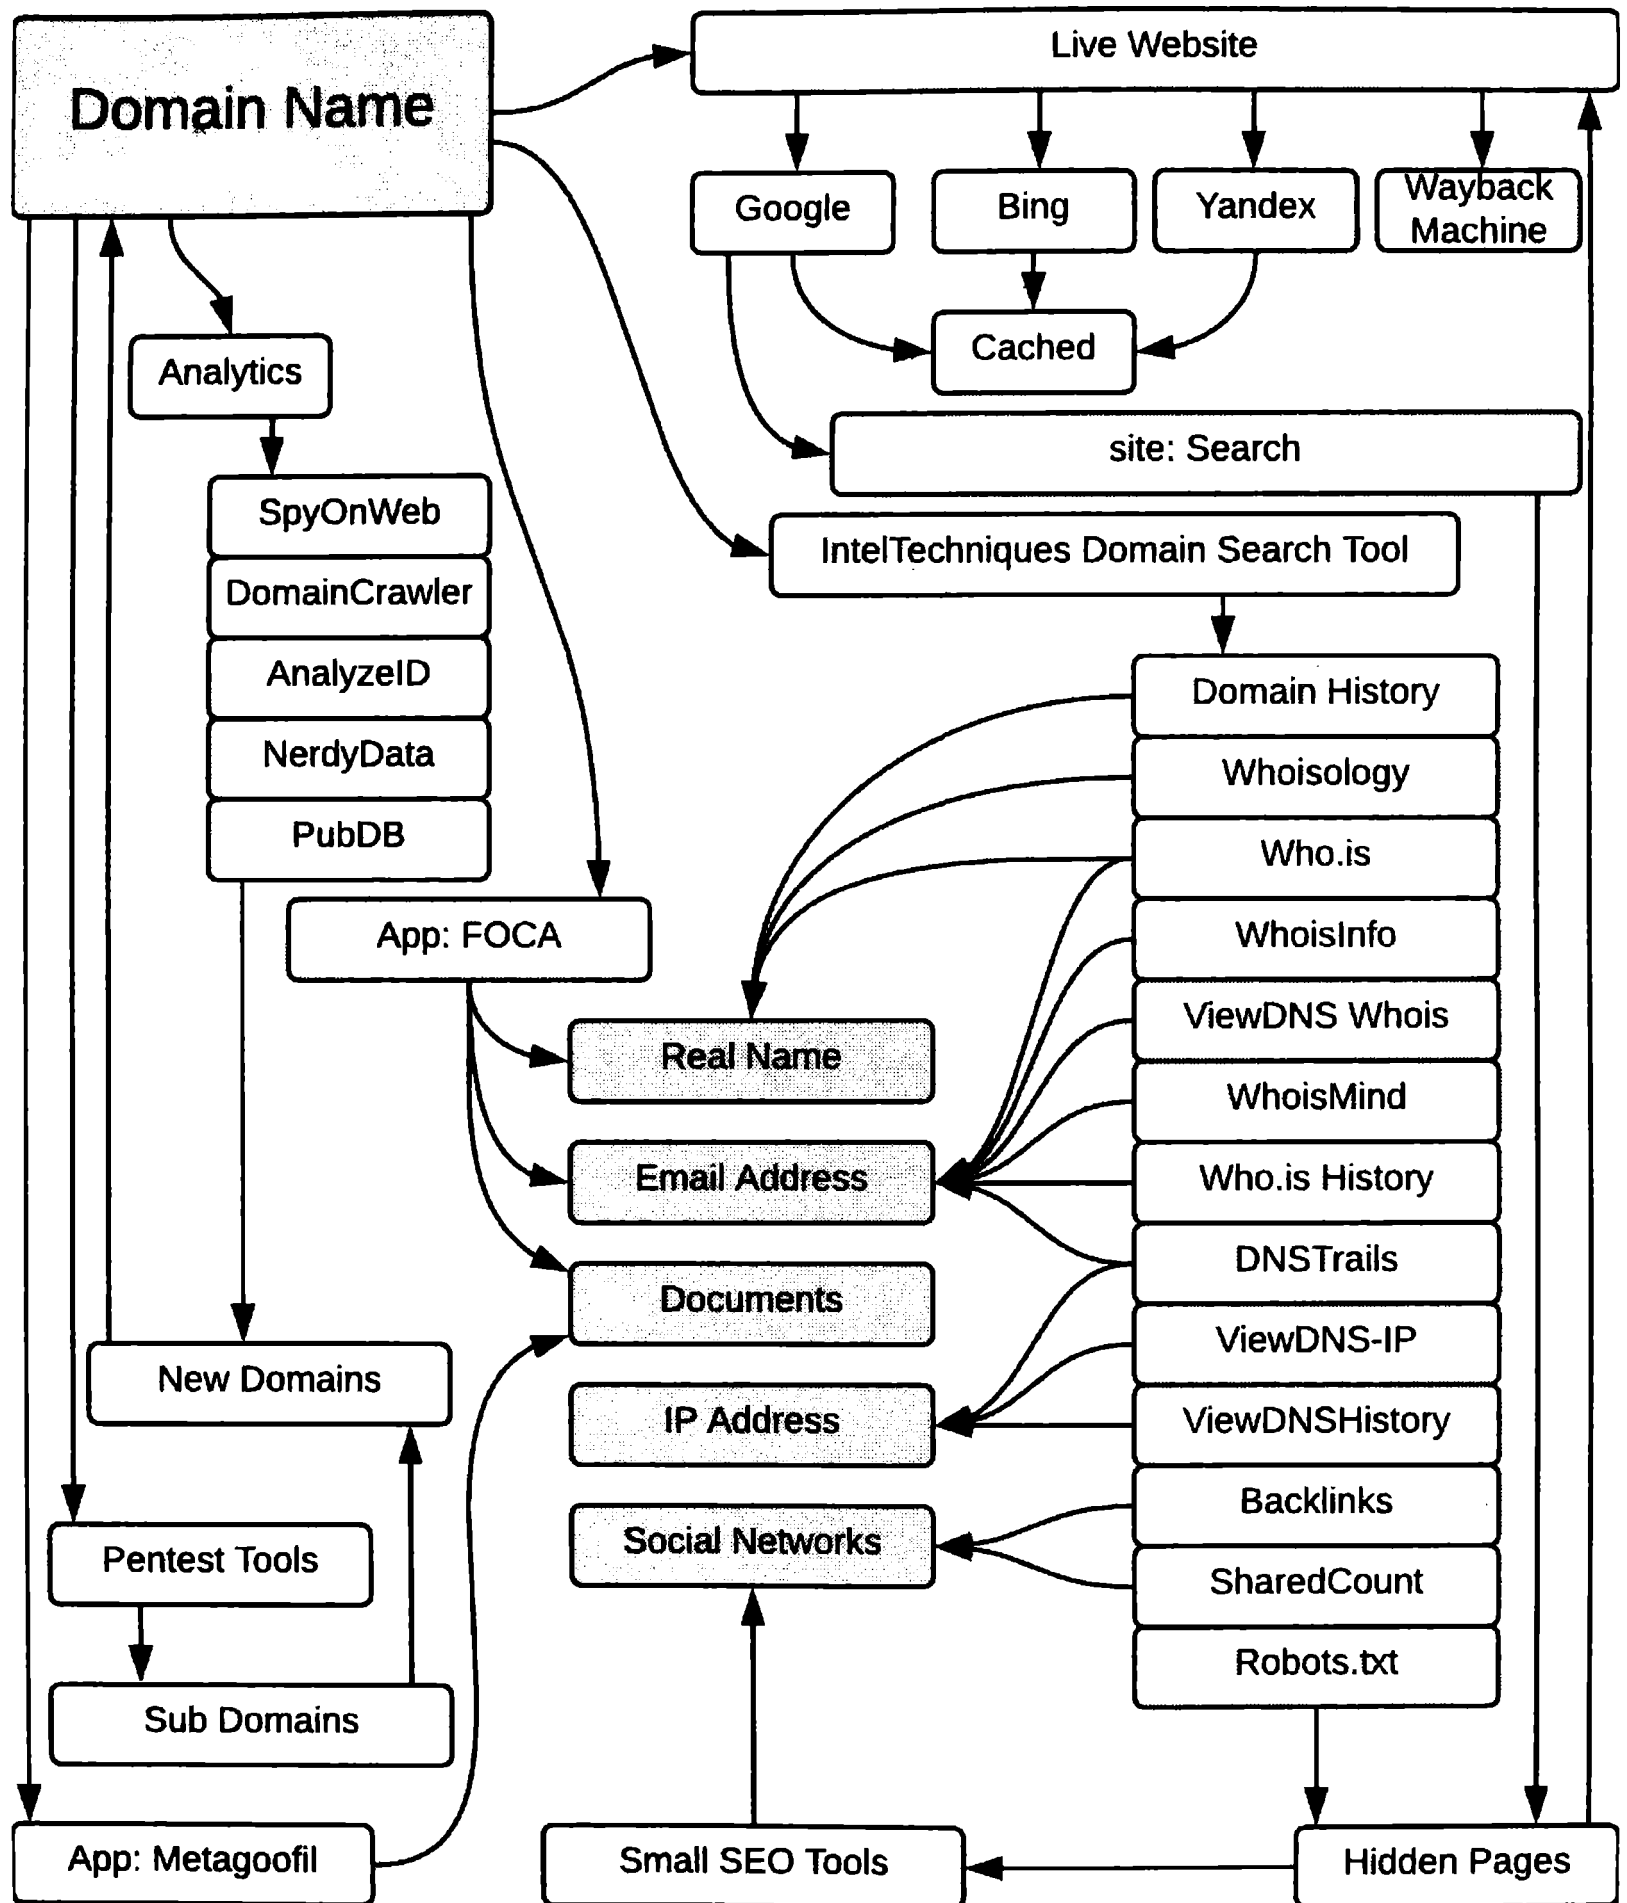 Domain Name
Live Website
Google
Bing
Yandex
Wayback
Machine
Analytics
Cached
site: Search
SpyOnWeb
IntelTechniques Domain Search Tool
DomainCrawler
AnalyzeID
NerdyData
PubDB
Domain History
Whoisology
Who.is
App: FOCA
WhoisInfo
ViewDNS Whois
Real Name
WhoisMind
Email Address
Who.is History
Documents
DNSTrails
ViewDNS-IP
New Domains
IP Address
ViewDNSHistory
Backlinks
Social Networks
Pentest Tools
SharedCount
Robots.txt
Sub Domains
App: Metagoofil
Small SEO Tools
Hidden Pages